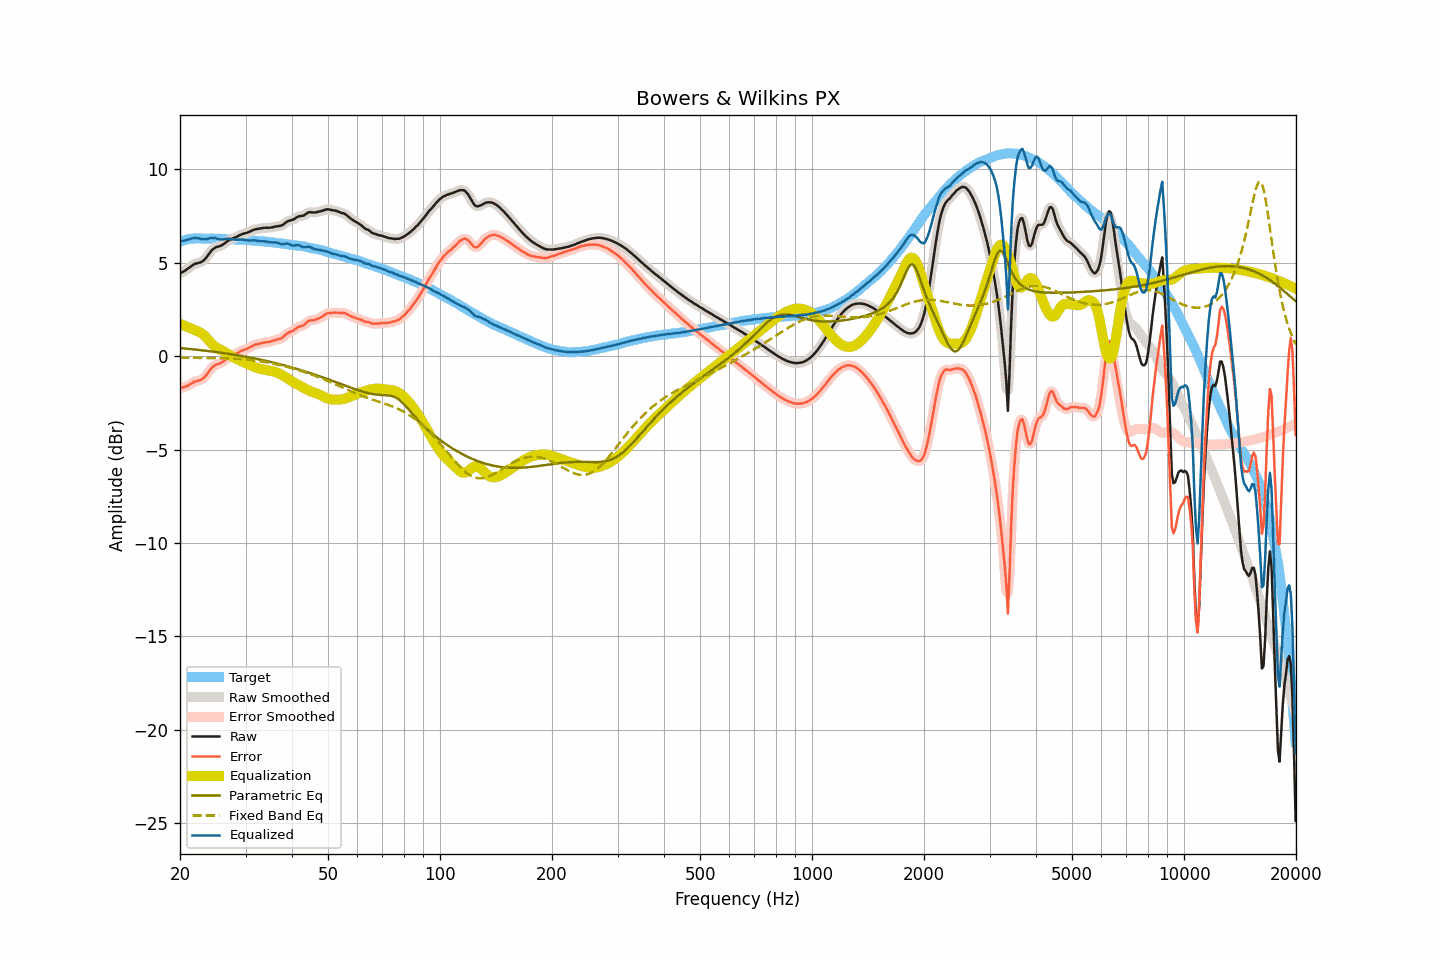 Bowers & Wilkins PX
10
5
0
−5
−10
−15
−20
−25
Amplitude (dBr)
Target
Raw Smoothed
Error Smoothed
Raw
Error
Equalization
Parametric Eq
Fixed Band Eq
Equalized
20 50 100 200 500 1000 2000 5000 10000 20000
Frequency (Hz)